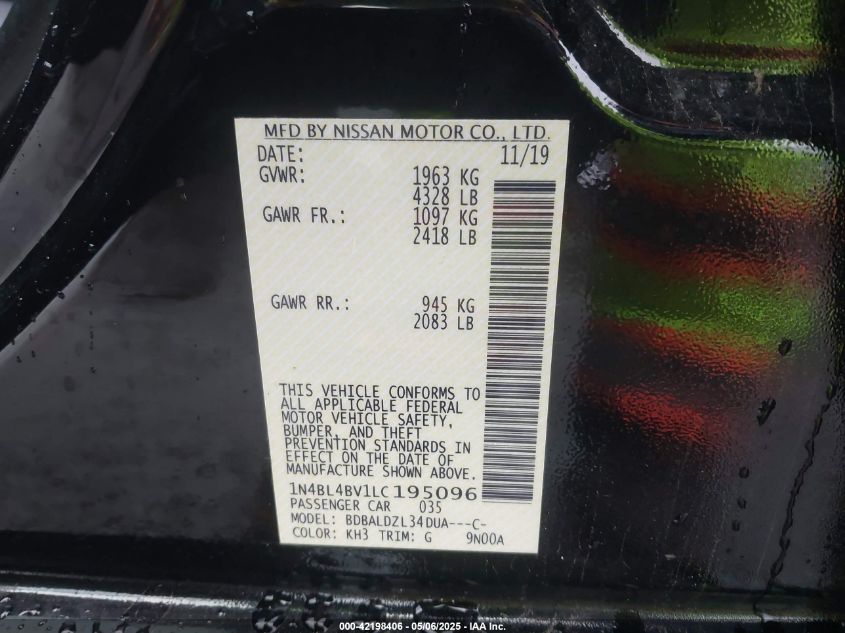 MFD BY NISSAN MOTOR CO., LTD.
DATE: 11/19
GVWR: 1963 KG
4328 LB
GAWR FR.: 1097 KG
2418 LB
GAWR RR.: 945 KG
2083 LB
THIS VEHICLE CONFORMS TO
ALL APPLICABLE FEDERAL
MOTOR VEHICLE SAFETY,
BUMPER, AND THEFT
PREVENTION STANDARDS IN
EFFECT ON THE DATE OF
MANUFACTURE SHOWN ABOVE.
1N4BL4BV1LC195096
PASSENGER CAR 035
MODEL: BDBALDZL34DUA---C-
COLOR: KH3 TRIM: G 9N00A
000-42198406 - 05/06/2025 - IAA Inc.